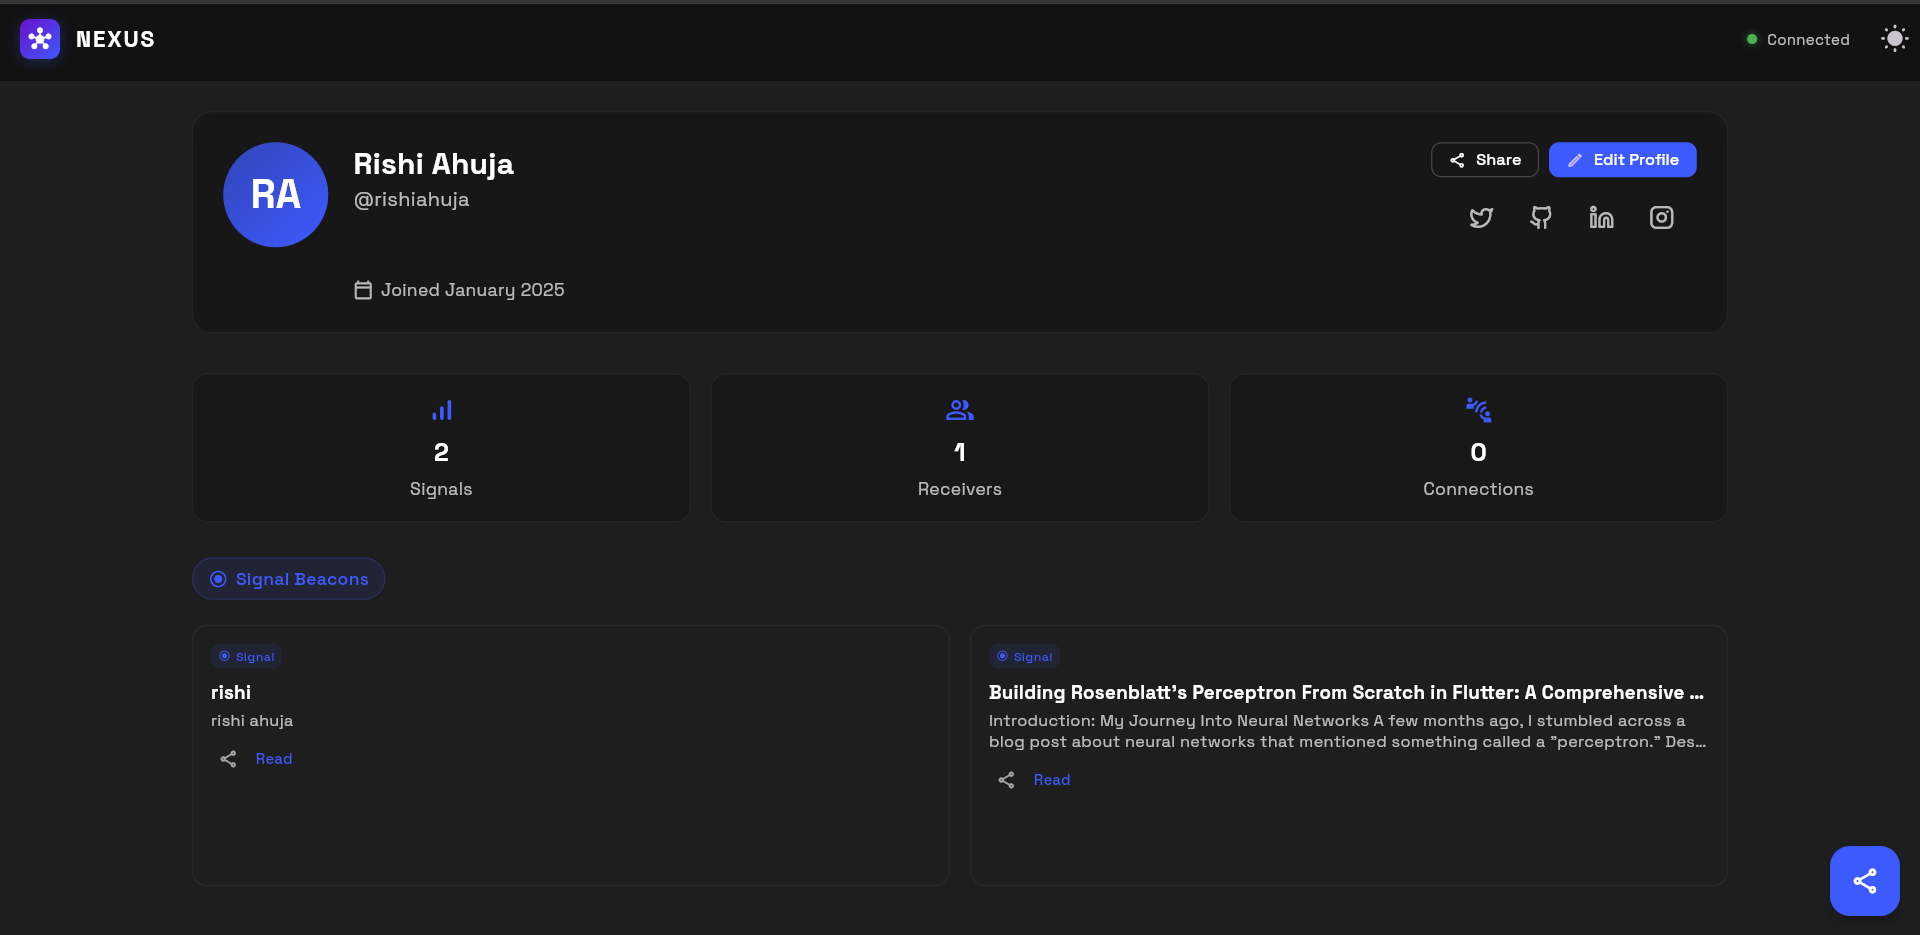 NEXUS
Connected
RA
Rishi Ahuja
@rishiahuja
Joined January 2025
Share
Edit Profile
2
Signals
1
Receivers
0
Connections
Signal Beacons
Signal
rishi
rishi ahuja
Read
Signal
Building Rosenblatt's Perceptron From Scratch in Flutter: A Comprehensive ...
Introduction: My Journey Into Neural Networks A few months ago, I stumbled across a
blog post about neural networks that mentioned something called a "perceptron." Des...
Read